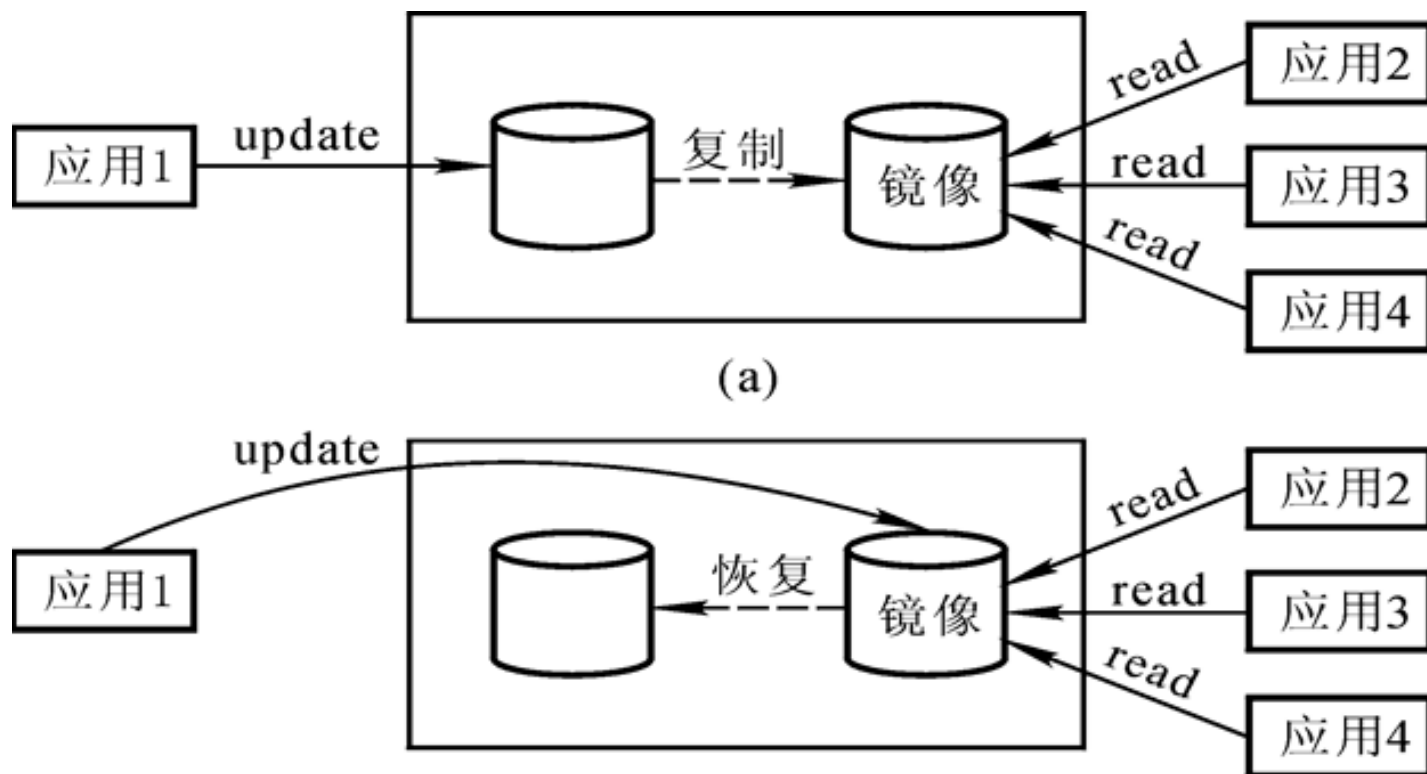 应用2
read
应用1
update
复制
镜像
read
应用3
read
应用4
(a)
update
应用2
read
应用1
恢复
镜像
read
应用3
read
应用4